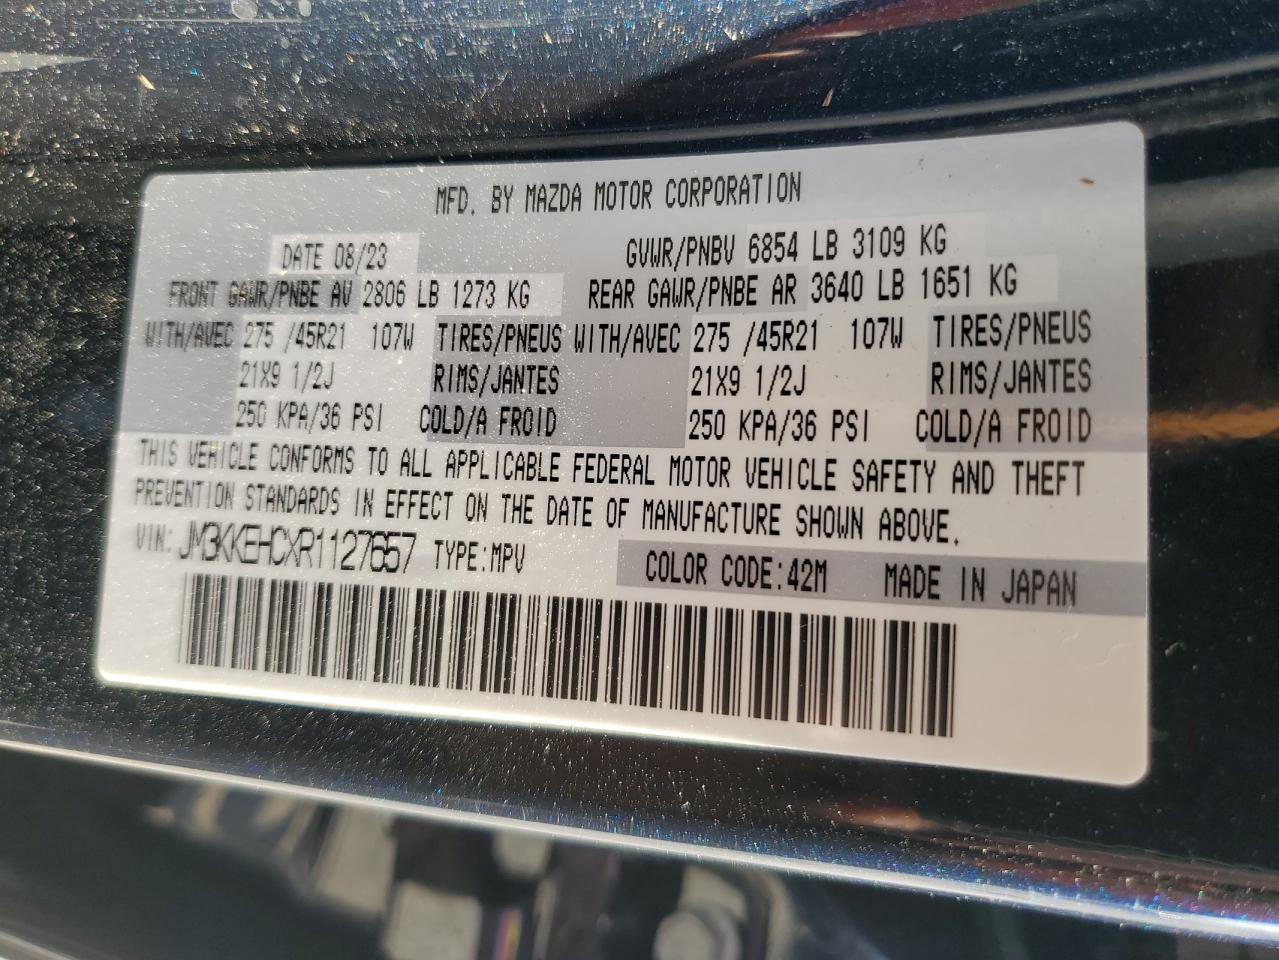 MFD. BY MAZDA MOTOR CORPORATION
DATE 08/23 GVWR/PNBV 6854 LB 3109 KG
FRONT GAWR/PNBE AV 2806 LB 1273 KG REAR GAWR/PNBE AR 3640 LB 1651 KG
WITH/AVEC 275 /45R21 107W TIRES/PNEUS WITH/AVEC 275 /45R21 107W TIRES/PNEUS
21X9 1/2J RIMS/JANTES 21X9 1/2J RIMS/JANTES
250 KPA/36 PSI COLD/A FROID 250 KPA/36 PSI COLD/A FROID
THIS VEHICLE CONFORMS TO ALL APPLICABLE FEDERAL MOTOR VEHICLE SAFETY AND THEFT
PREVENTION STANDARDS IN EFFECT ON THE DATE OF MANUFACTURE SHOWN ABOVE.
VIN: JM3KKEHCXR1127657 TYPE:MPV COLOR CODE:42M MADE IN JAPAN